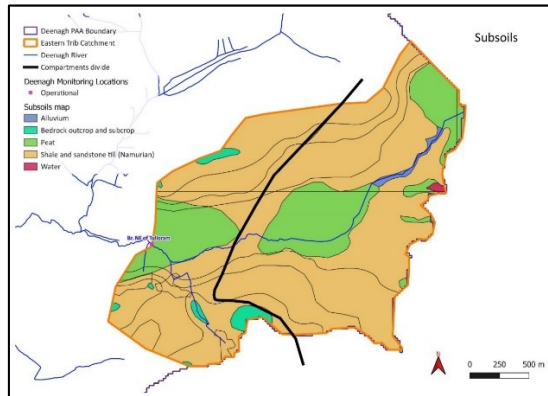 Subsoils
Deenagh PAA Boundary
Eastern Trib Catchment
Deenagh River
Compartments divide
Deenagh Monitoring Locations
Operational
Subsoils map
Alluvium
Bedrock outcrop and subcrop
Peat
Shale and sandstone till (Namurian)
Water
N
0 250 500 m